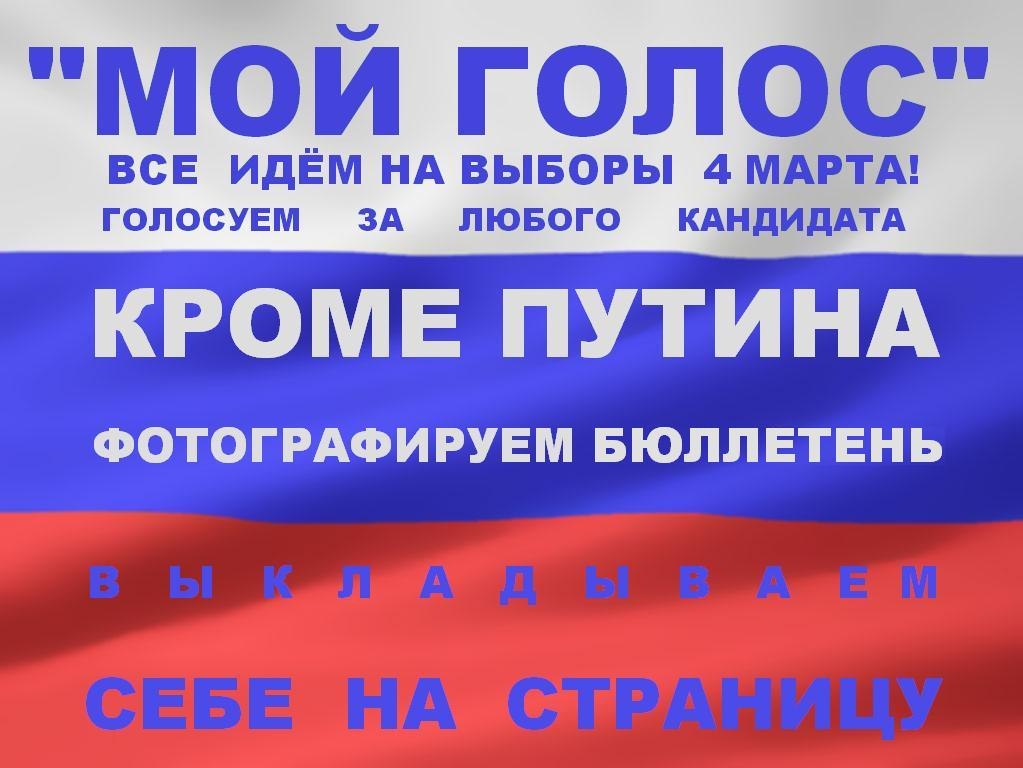 "МОЙ ГОЛОС"
ВСЕ ИДЁМ НА ВЫБОРЫ 4 МАРТА!
ГОЛОСУЕМ ЗА ЛЮБОГО КАНДИДАТА
КРОМЕ ПУТИНА
ФОТОГРАФИРУЕМ БЮЛЛЕТЕНЬ
ВЫКЛАДЫВАЕМ
СЕБЕ НА СТРАНИЦУ